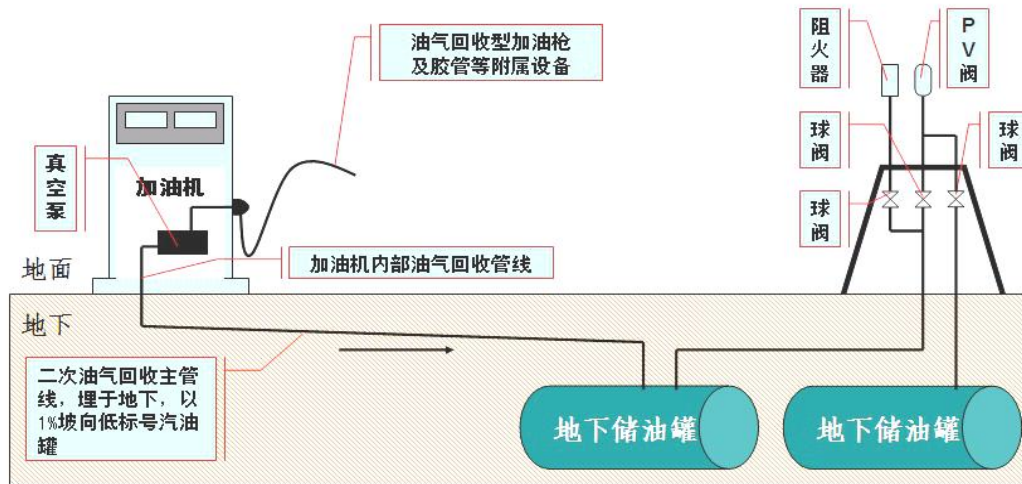 油气回收型加油枪
及胶管等附属设备
阻
火
器
P
V
阀
球
阀
球
阀
球
阀
真
空
泵
加油机
加油机内部油气回收管线
地面
地下
二次油气回收主管
线，埋于地下，以
1%坡向低标号汽油
罐
地下储油罐
地下储油罐